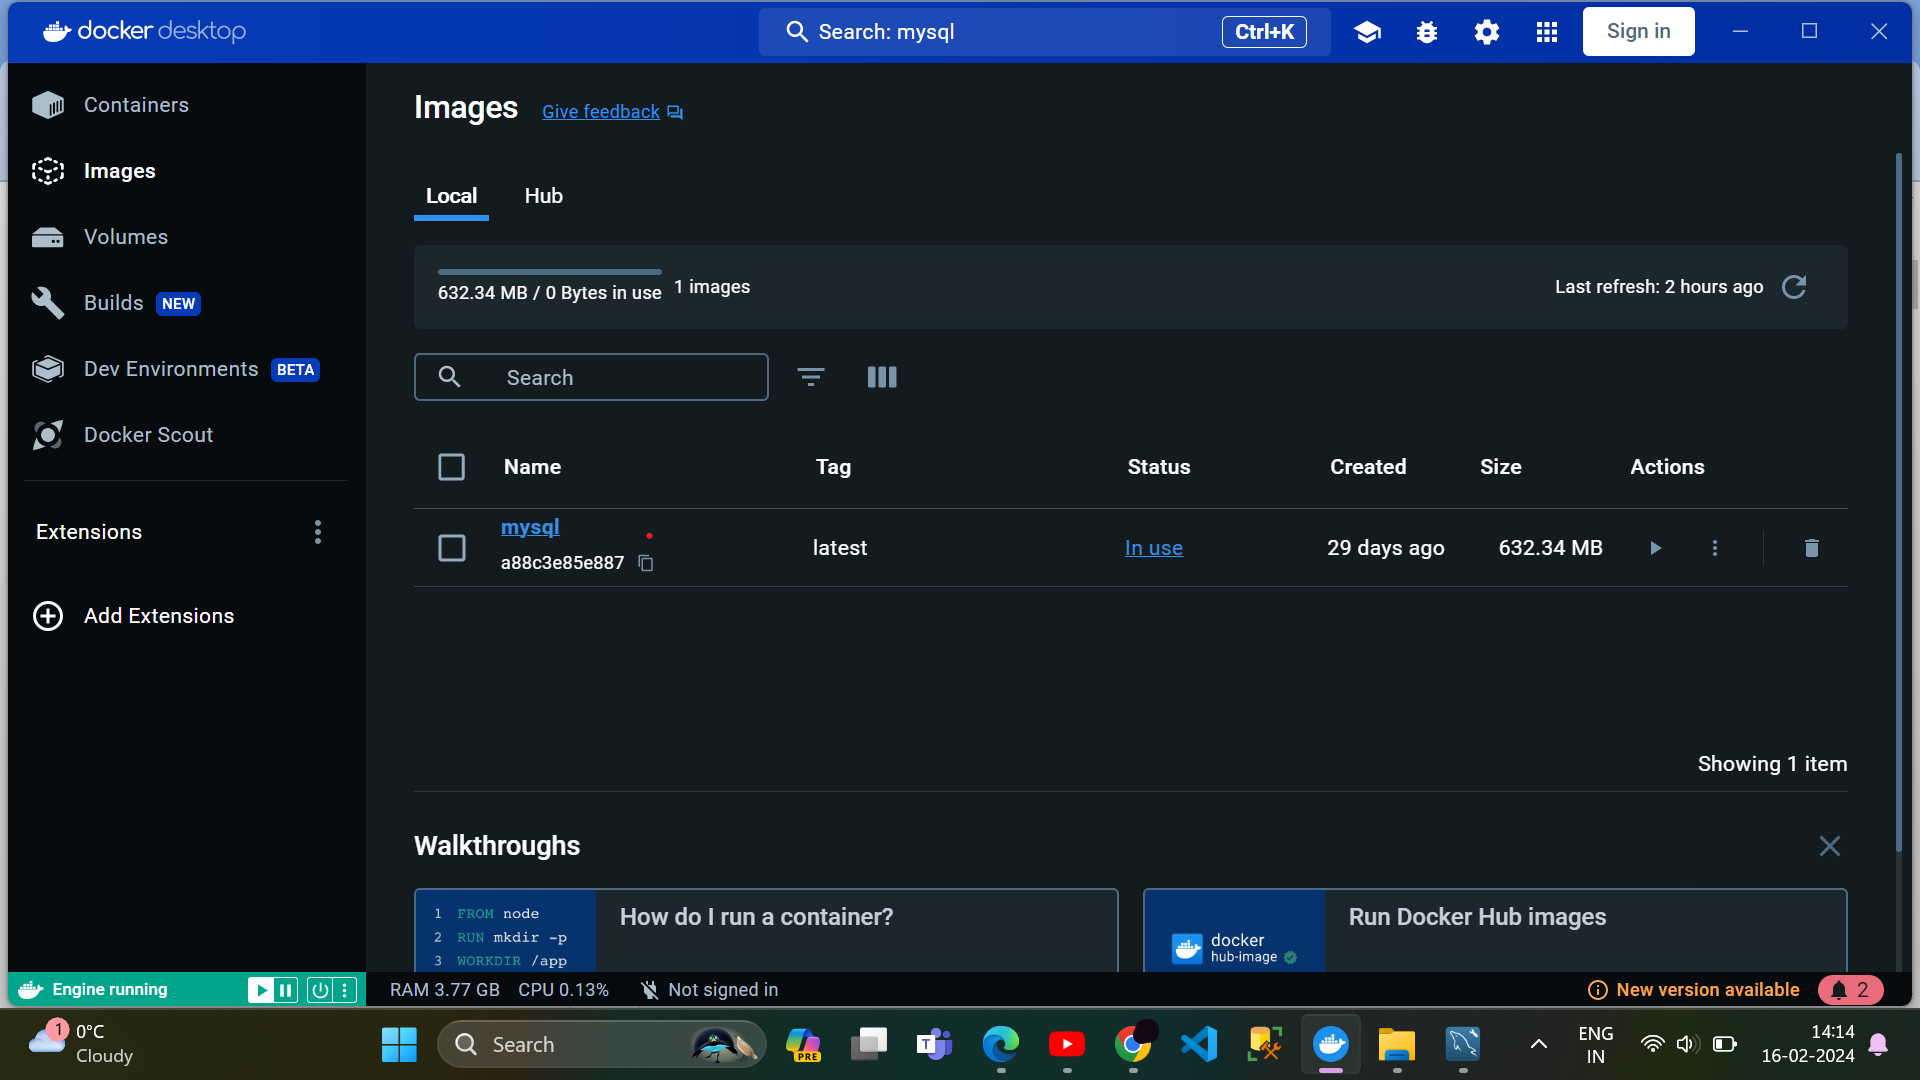 docker desktop
Search: mysql
Ctrl+K
Sign in
Containers
Images
Volumes
Builds NEW
Dev Environments BETA
Docker Scout
Extensions
Add Extensions
Images Give feedback
Local Hub
632.34 MB / 0 Bytes in use 1 images
Last refresh: 2 hours ago
Search
Name Tag Status Created Size Actions
mysql
a88c3e85e887
latest In use 29 days ago 632.34 MB
Showing 1 item
Walkthroughs
1 FROM node
2 RUN mkdir -p
3 WORKDIR /app
How do I run a container?
docker
hub-image
Run Docker Hub images
Engine running
RAM 3.77 GB CPU 0.13% Not signed in
New version available 2
1
0°C
Cloudy
Search
PRE
T
ENG
IN
14:14
16-02-2024